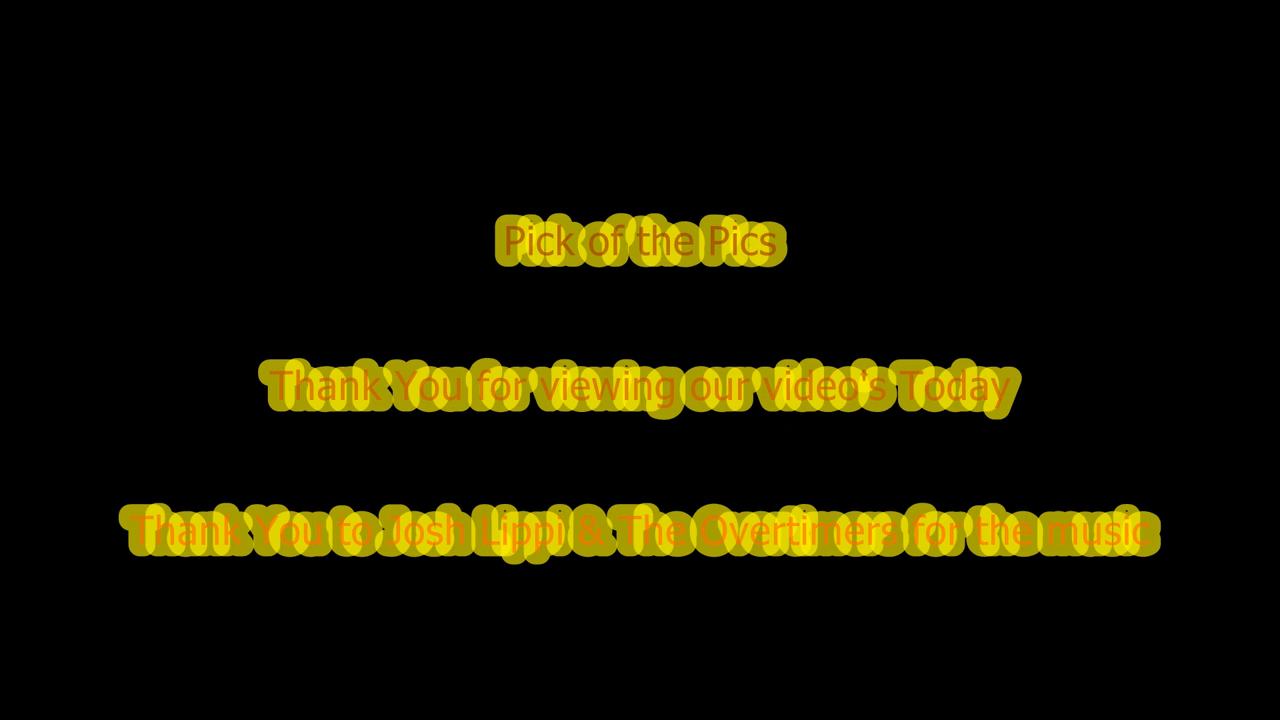 Pick of the Pics
Thank You for viewing our video's Today
Thank You to Josh Lippi & The Overtimers for the music